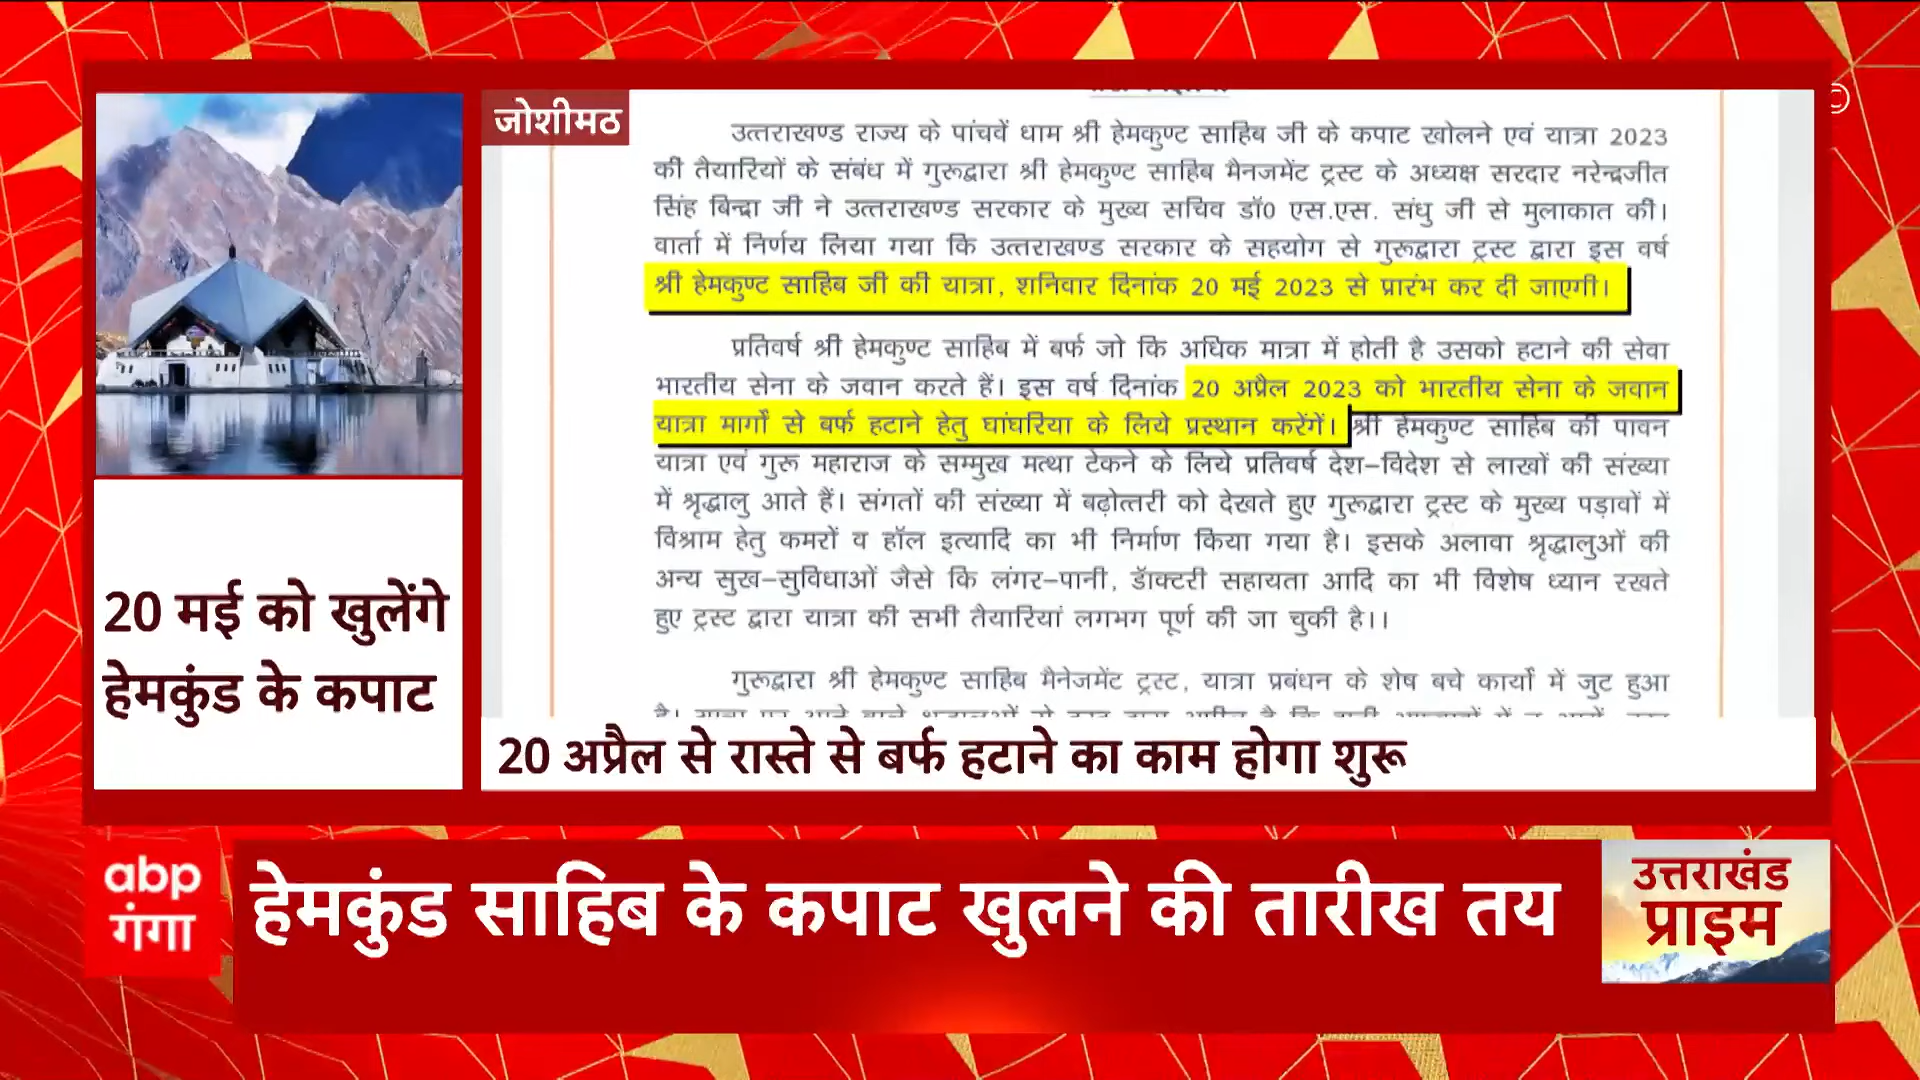 जोशीमठ
उत्तराखण्ड राज्य के पांचवें धाम श्री हेमकुण्ट साहिब जी के कपाट खोलने एवं यात्रा 2023
की तैयारियों के संबंध में गुरूद्वारा श्री हेमकुण्ट साहिब मैनजमेंट ट्रस्ट के अध्यक्ष सरदार नरेन्द्रजीत
सिंह बिन्द्रा जी ने उत्तराखण्ड सरकार के मुख्य सचिव डॉ0 एस.एस. संधु जी से मुलाकात की।
वार्ता में निर्णय लिया गया कि उत्तराखण्ड सरकार के सहयोग से गुरूद्वारा ट्रस्ट द्वारा इस वर्ष
श्री हेमकुण्ट साहिब जी की यात्रा, शनिवार दिनांक 20 मई 2023 से प्रारंभ कर दी जाएगी।
प्रतिवर्ष श्री हेमकुण्ट साहिब में बर्फ जो कि अधिक मात्रा में होती है उसको हटाने की सेवा
भारतीय सेना के जवान करते हैं। इस वर्ष दिनांक 20 अप्रैल 2023 को भारतीय सेना के जवान
यात्रा मार्गों से बर्फ हटाने हेतु घांघरिया के लिये प्रस्थान करेंगें। श्री हेमकुण्ट साहिब की पावन
यात्रा एवं गुरू महाराज के सम्मुख मत्था टेकने के लिये प्रतिवर्ष देश–विदेश से लाखों की संख्या
में श्रृद्धालु आते हैं। संगतों की संख्या में बढ़ोत्तरी को देखते हुए गुरूद्वारा ट्रस्ट के मुख्य पड़ावों में
विश्राम हेतु कमरों व हॉल इत्यादि का भी निर्माण किया गया है। इसके अलावा श्रृद्धालुओं की
अन्य सुख–सुविधाओं जैसे कि लंगर–पानी, डॉक्टरी सहायता आदि का भी विशेष ध्यान रखते
हुए ट्रस्ट द्वारा यात्रा की सभी तैयारियां लगभग पूर्ण की जा चुकी है।।
गुरूद्वारा श्री हेमकुण्ट साहिब मैनेजमेंट ट्रस्ट, यात्रा प्रबंधन के शेष बचे कार्यों में जुट हुआ
20 मई को खुलेंगे
हेमकुंड के कपाट
20 अप्रैल से रास्ते से बर्फ हटाने का काम होगा शुरू
abp
गंगा
हेमकुंड साहिब के कपाट खुलने की तारीख तय
उत्तराखंड
प्राइम